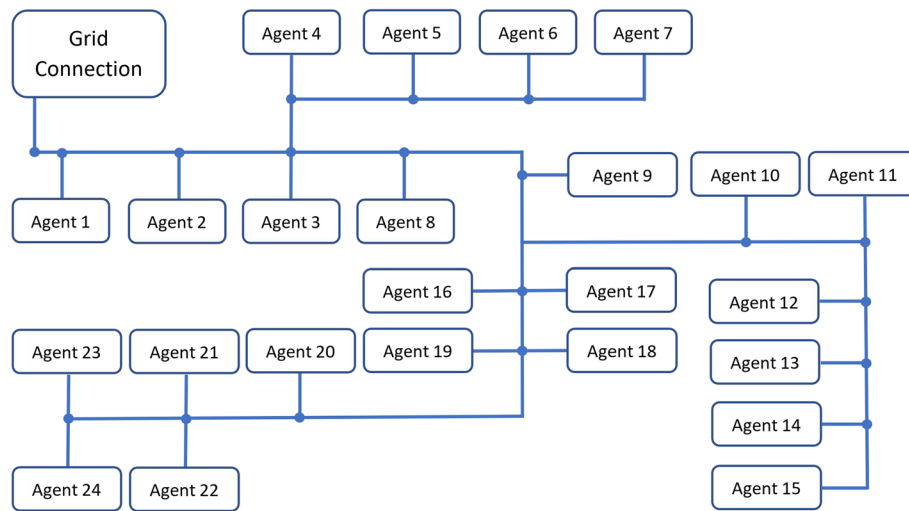 Grid
Connection
Agent 4
Agent 5
Agent 6
Agent 7
Agent 9
Agent 10
Agent 11
Agent 1
Agent 2
Agent 3
Agent 8
Agent 16
Agent 17
Agent 12
Agent 23
Agent 21
Agent 20
Agent 19
Agent 18
Agent 13
Agent 14
Agent 24
Agent 22
Agent 15